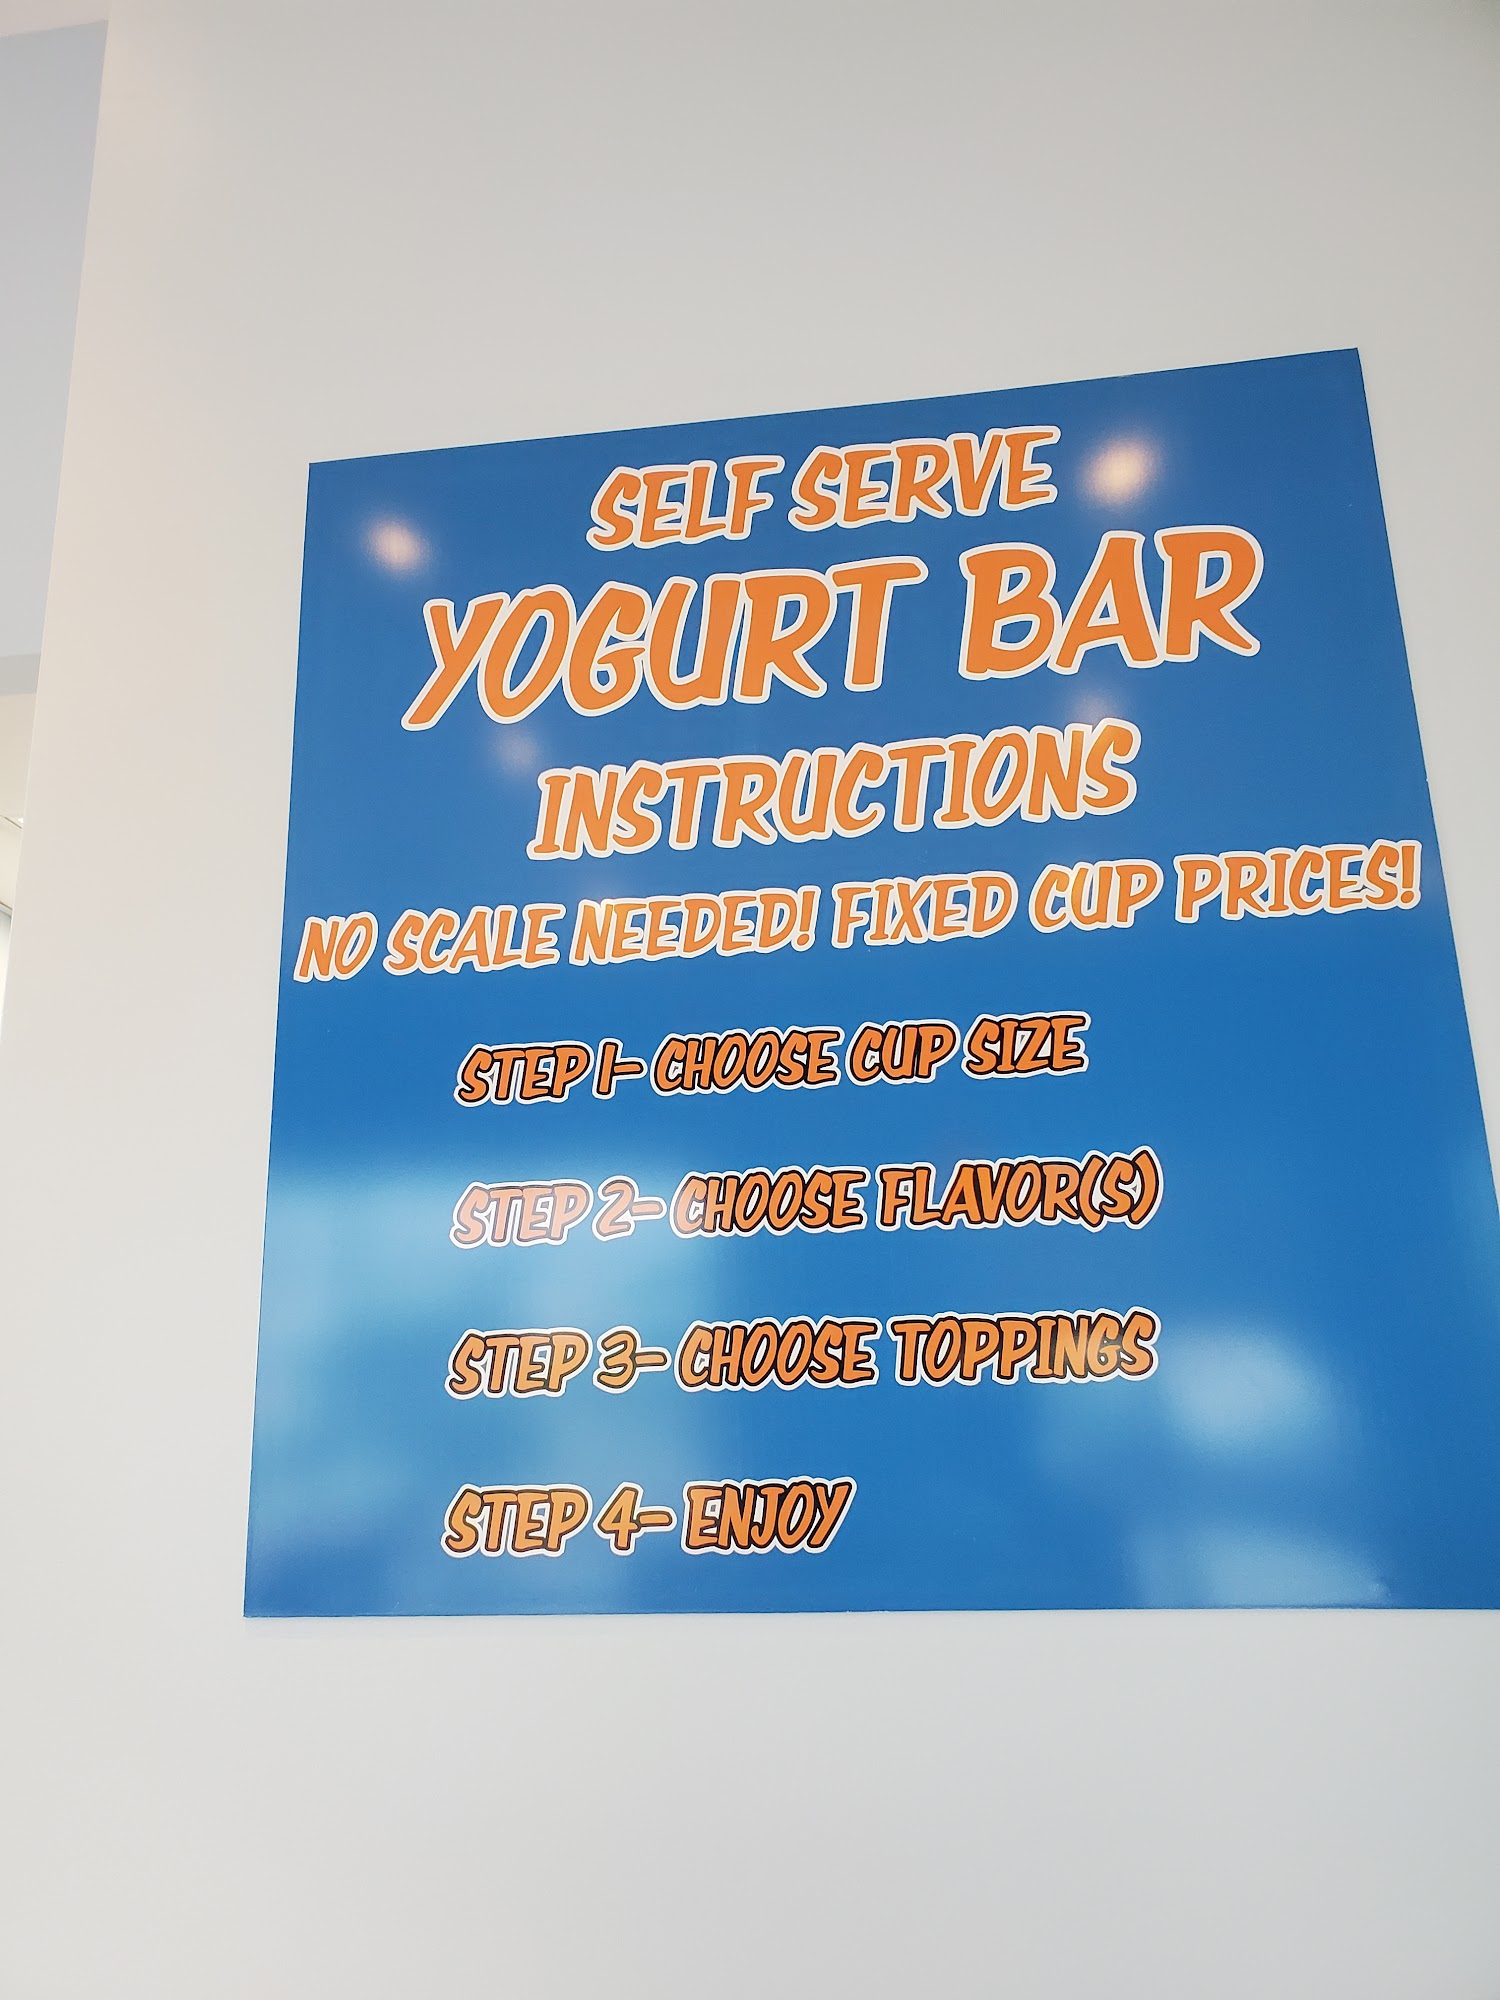 SELF SERVE
YOGURT BAR
INSTRUCTIONS
NO SCALE NEEDED! FIXED CUP PRICES!
STEP 1- CHOOSE CUP SIZE
STEP 2- CHOOSE FLAVOR(S)
STEP 3- CHOOSE TOPPINGS
STEP 4- ENJOY